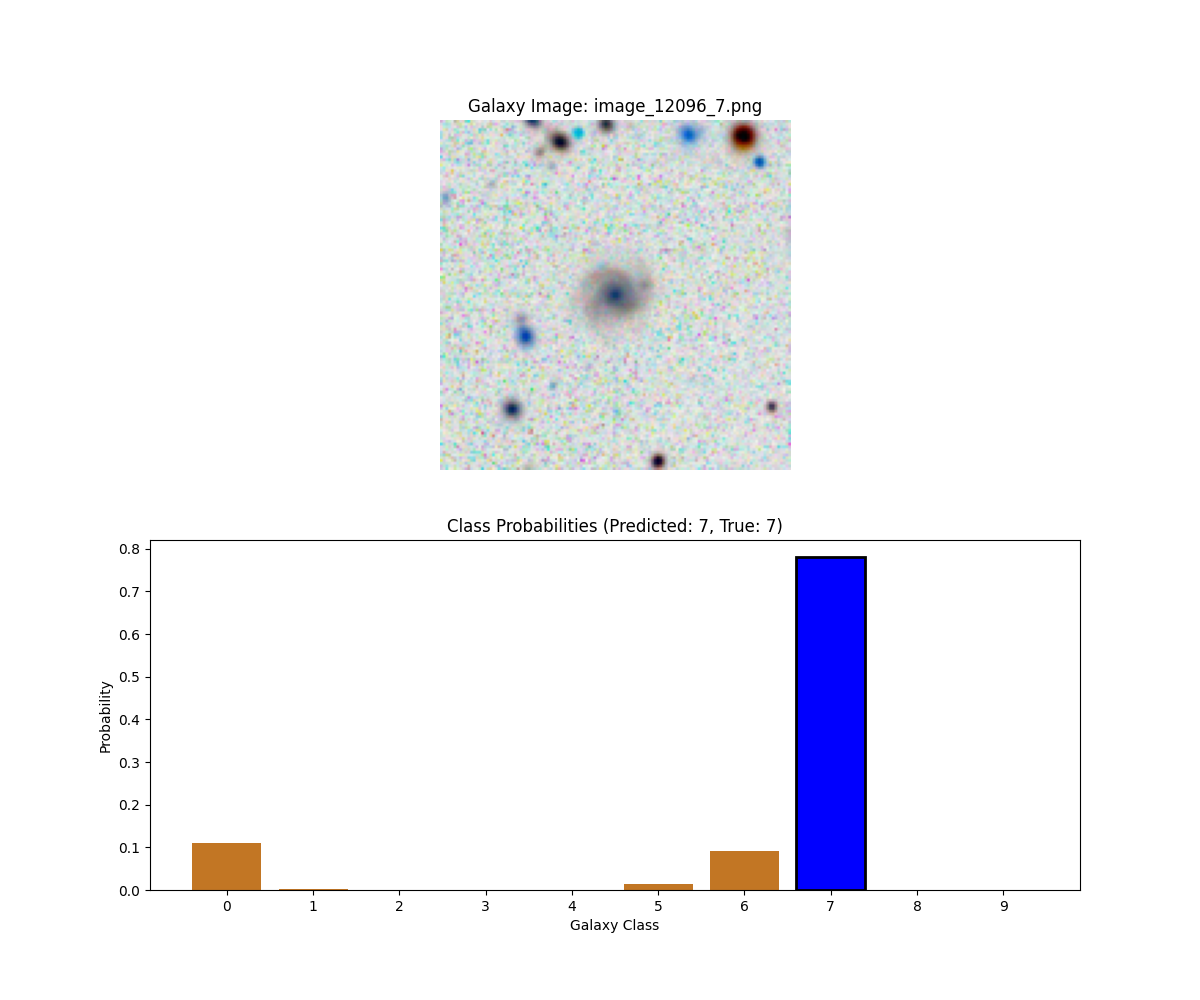 Galaxy Image: image_12096_7.png
Class Probabilities (Predicted: 7, True: 7)
0.8
0.7
0.6
0.5
0.4
0.3
0.2
0.1
0.0
Probability
0 1 2 3 4 5 6 7 8 9
Galaxy Class